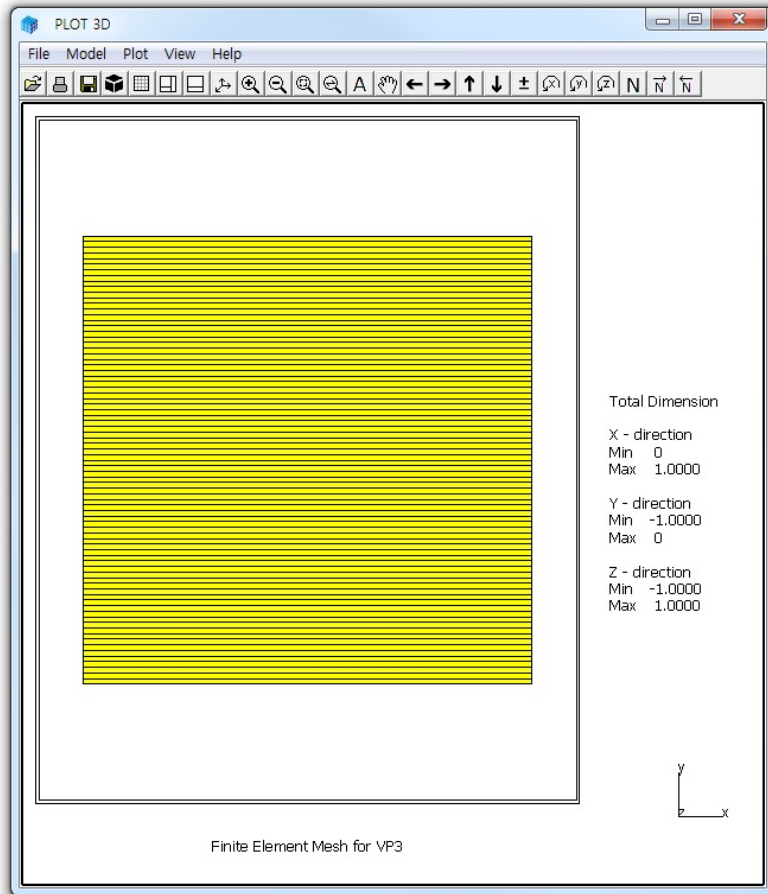 PLOT 3D
File Model Plot View Help
A ± x y z N N N
Total Dimension
X - direction
Min 0
Max 1.0000
Y - direction
Min -1.0000
Max 0
Z - direction
Min -1.0000
Max 1.0000
y
z x
Finite Element Mesh for VP3